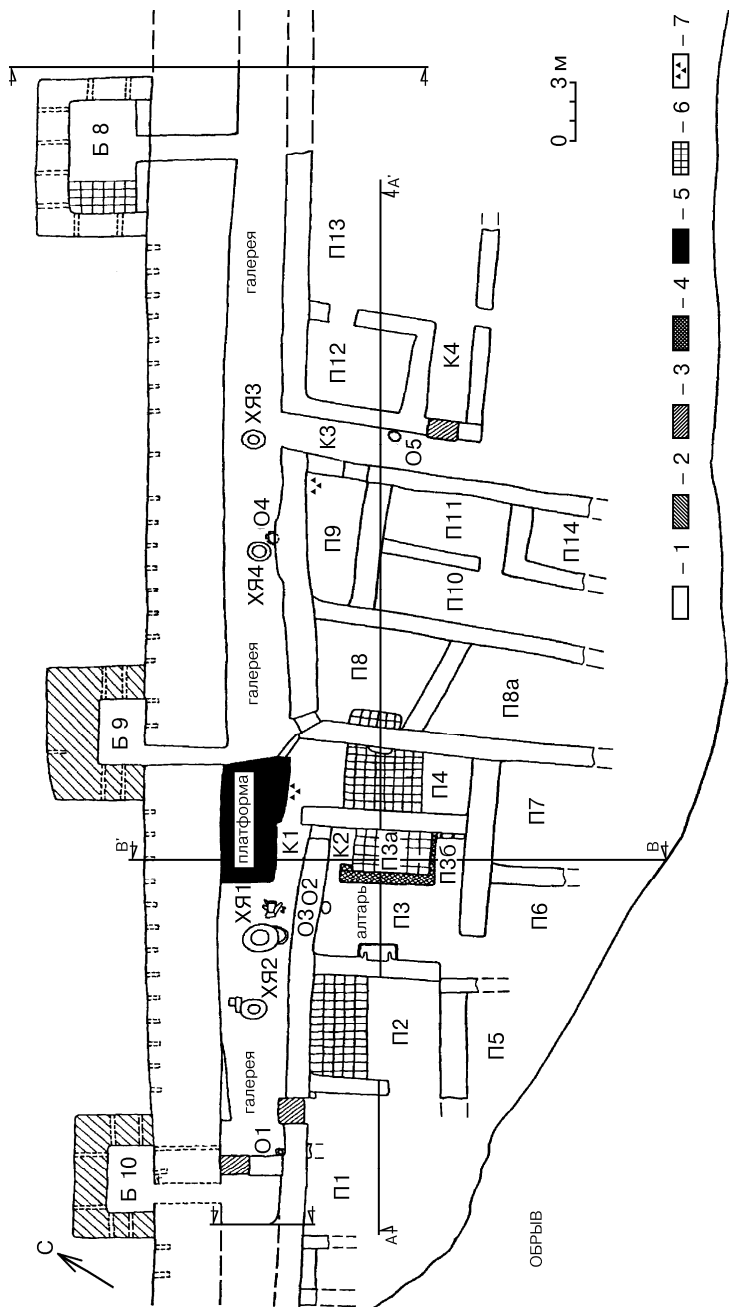 Б 8
Б 9
Б 10
галерея
галерея
галерея
платформа
ХЯ3
ХЯ4
О4
ХЯ1
ХЯ2
О3
О2
О1
О5
К1
К2
К3
К4
П13
П12
П9
П11
П10
П14
П8
П8а
П4
П3а
П3б
П3
алтарь
П7
П6
П2
П5
П1
А
4А'
В'
В
С
ОБРЫВ
0 3 м
– 1
– 2
– 3
– 4
– 5
– 6
– 7